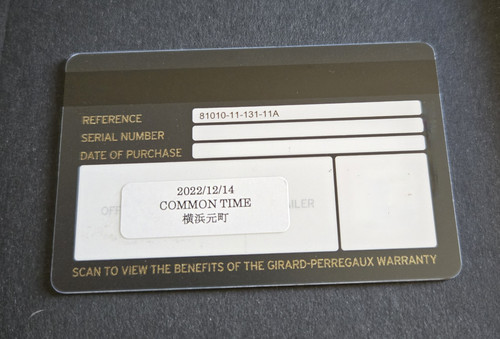 REFERENCE 81010-11-131-11A
SERIAL NUMBER
DATE OF PURCHASE
2022/12/14
COMMON TIME
横浜元町
SCAN TO VIEW THE BENEFITS OF THE GIRARD-PERREGAUX WARRANTY